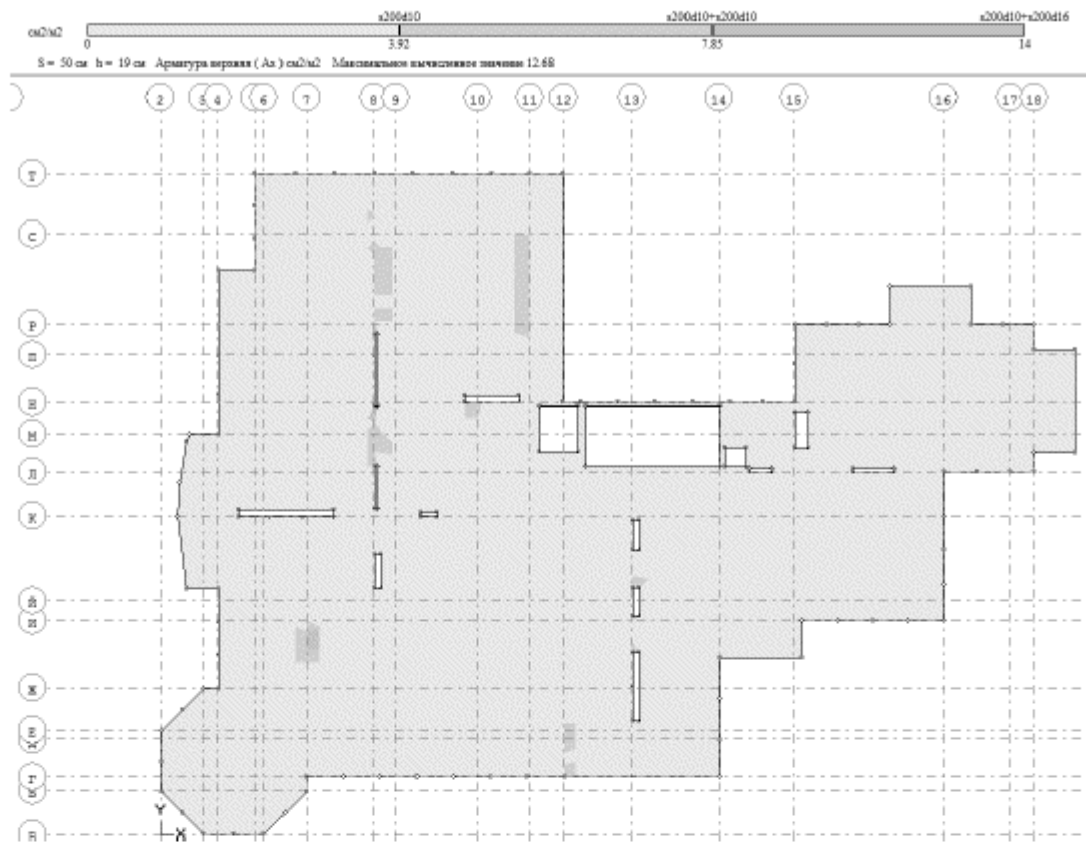 s200d10 s200d10+s200d10 s200d10+s200d16
см2/м2
0 3.92 7.85 14
S = 50 см h = 19 см Арматура верхняя ( Ax ) см2/м2 Максимальное вычисленное значение 12.68
2 3 4 6 7 8 9 10 11 12 13 14 15 16 17 18
Т
С
Р
П
Н
М
Л
К
И
Ж
Е
Y
X